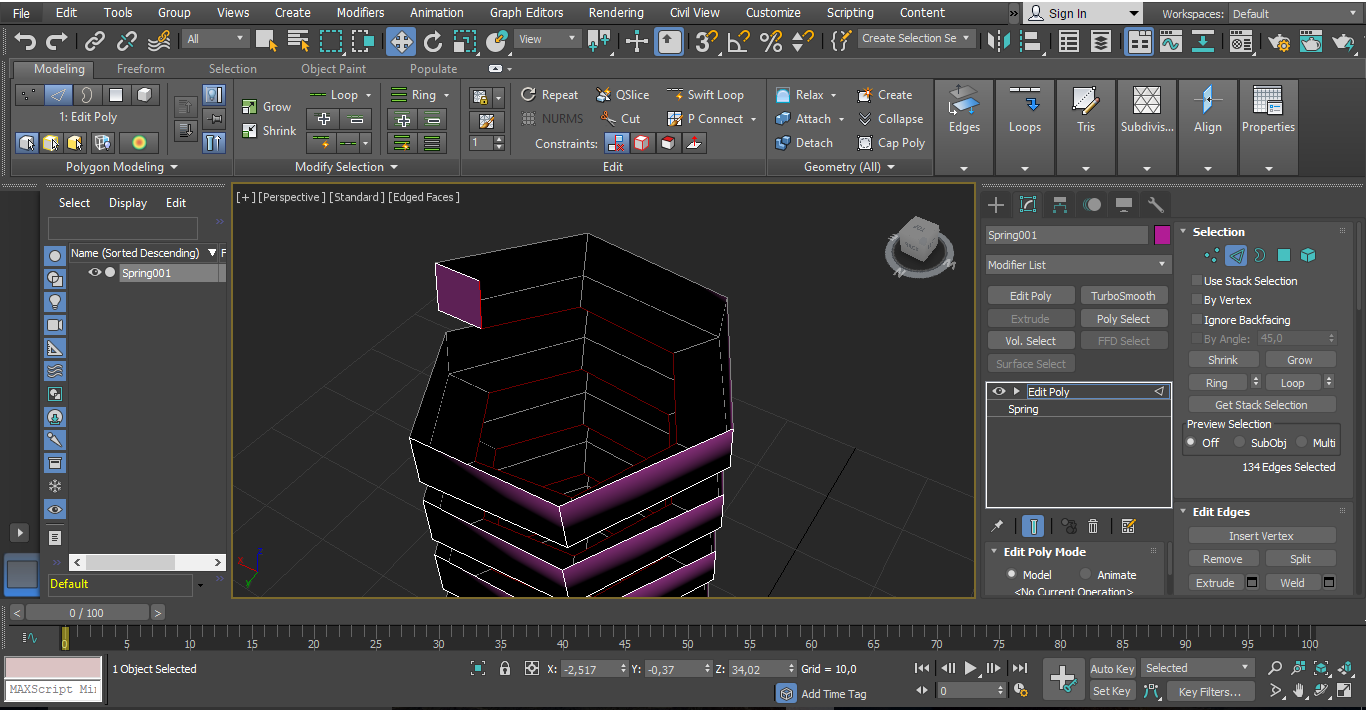 File Edit Tools Group Views Create Modifiers Animation Graph Editors Rendering Civil View Customize Scripting Content » Sign In Workspaces: Default
All View Create Selection Se
Modeling Freeform Selection Object Paint Populate
1: Edit Poly
Polygon Modeling
Grow
Shrink
Loop Ring
Modify Selection
1
Repeat QSlice Swift Loop
NURMS Cut P Connect
Constraints:
Edit
Relax Create
Attach Collapse
Detach Cap Poly
Geometry (All)
Edges Loops Tris Subdivis... Align Properties
Select Display Edit
Name (Sorted Descending) F
Spring001
Default
[+] [Perspective ] [Standard ] [Edged Faces ]
Spring001
Modifier List
Edit Poly TurboSmooth
Extrude Poly Select
Vol. Select FFD Select
Surface Select
Edit Poly
Spring
Edit Poly Mode
Model Animate
<No Current Operation>
Selection
Use Stack Selection
By Vertex
Ignore Backfacing
By Angle: 45,0
Shrink Grow
Ring Loop
Get Stack Selection
Preview Selection
Off SubObj Multi
134 Edges Selected
Edit Edges
Insert Vertex
Remove Split
Extrude Weld
< 0 / 100 >
0 5 10 15 20 25 30 35 40 45 50 55 60 65 70 75 80 85 90 95 100
1 Object Selected
MAXScript Mi
X: -2,517 Y: -0,37 Z: 34,02 Grid = 10,0
Add Time Tag
0
Auto Key Selected
Set Key Key Filters...